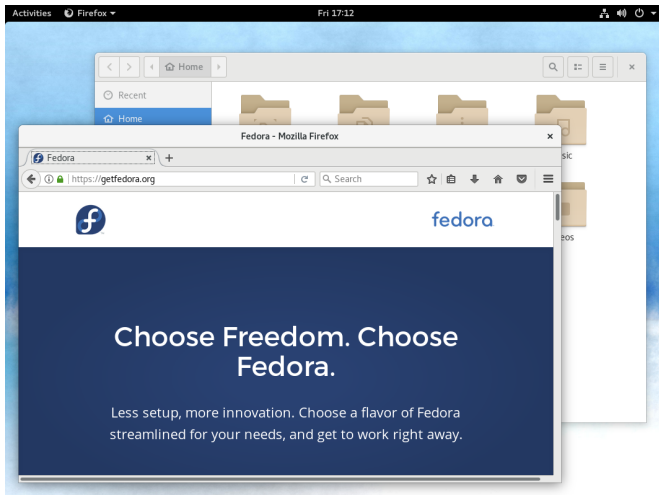 Activities Firefox Fri 17:12
Home
Recent
Home
Fedora - Mozilla Firefox
Fedora
https://getfedora.org Search
fedora
Choose Freedom. Choose
Fedora.
Less setup, more innovation. Choose a flavor of Fedora
streamlined for your needs, and get to work right away.